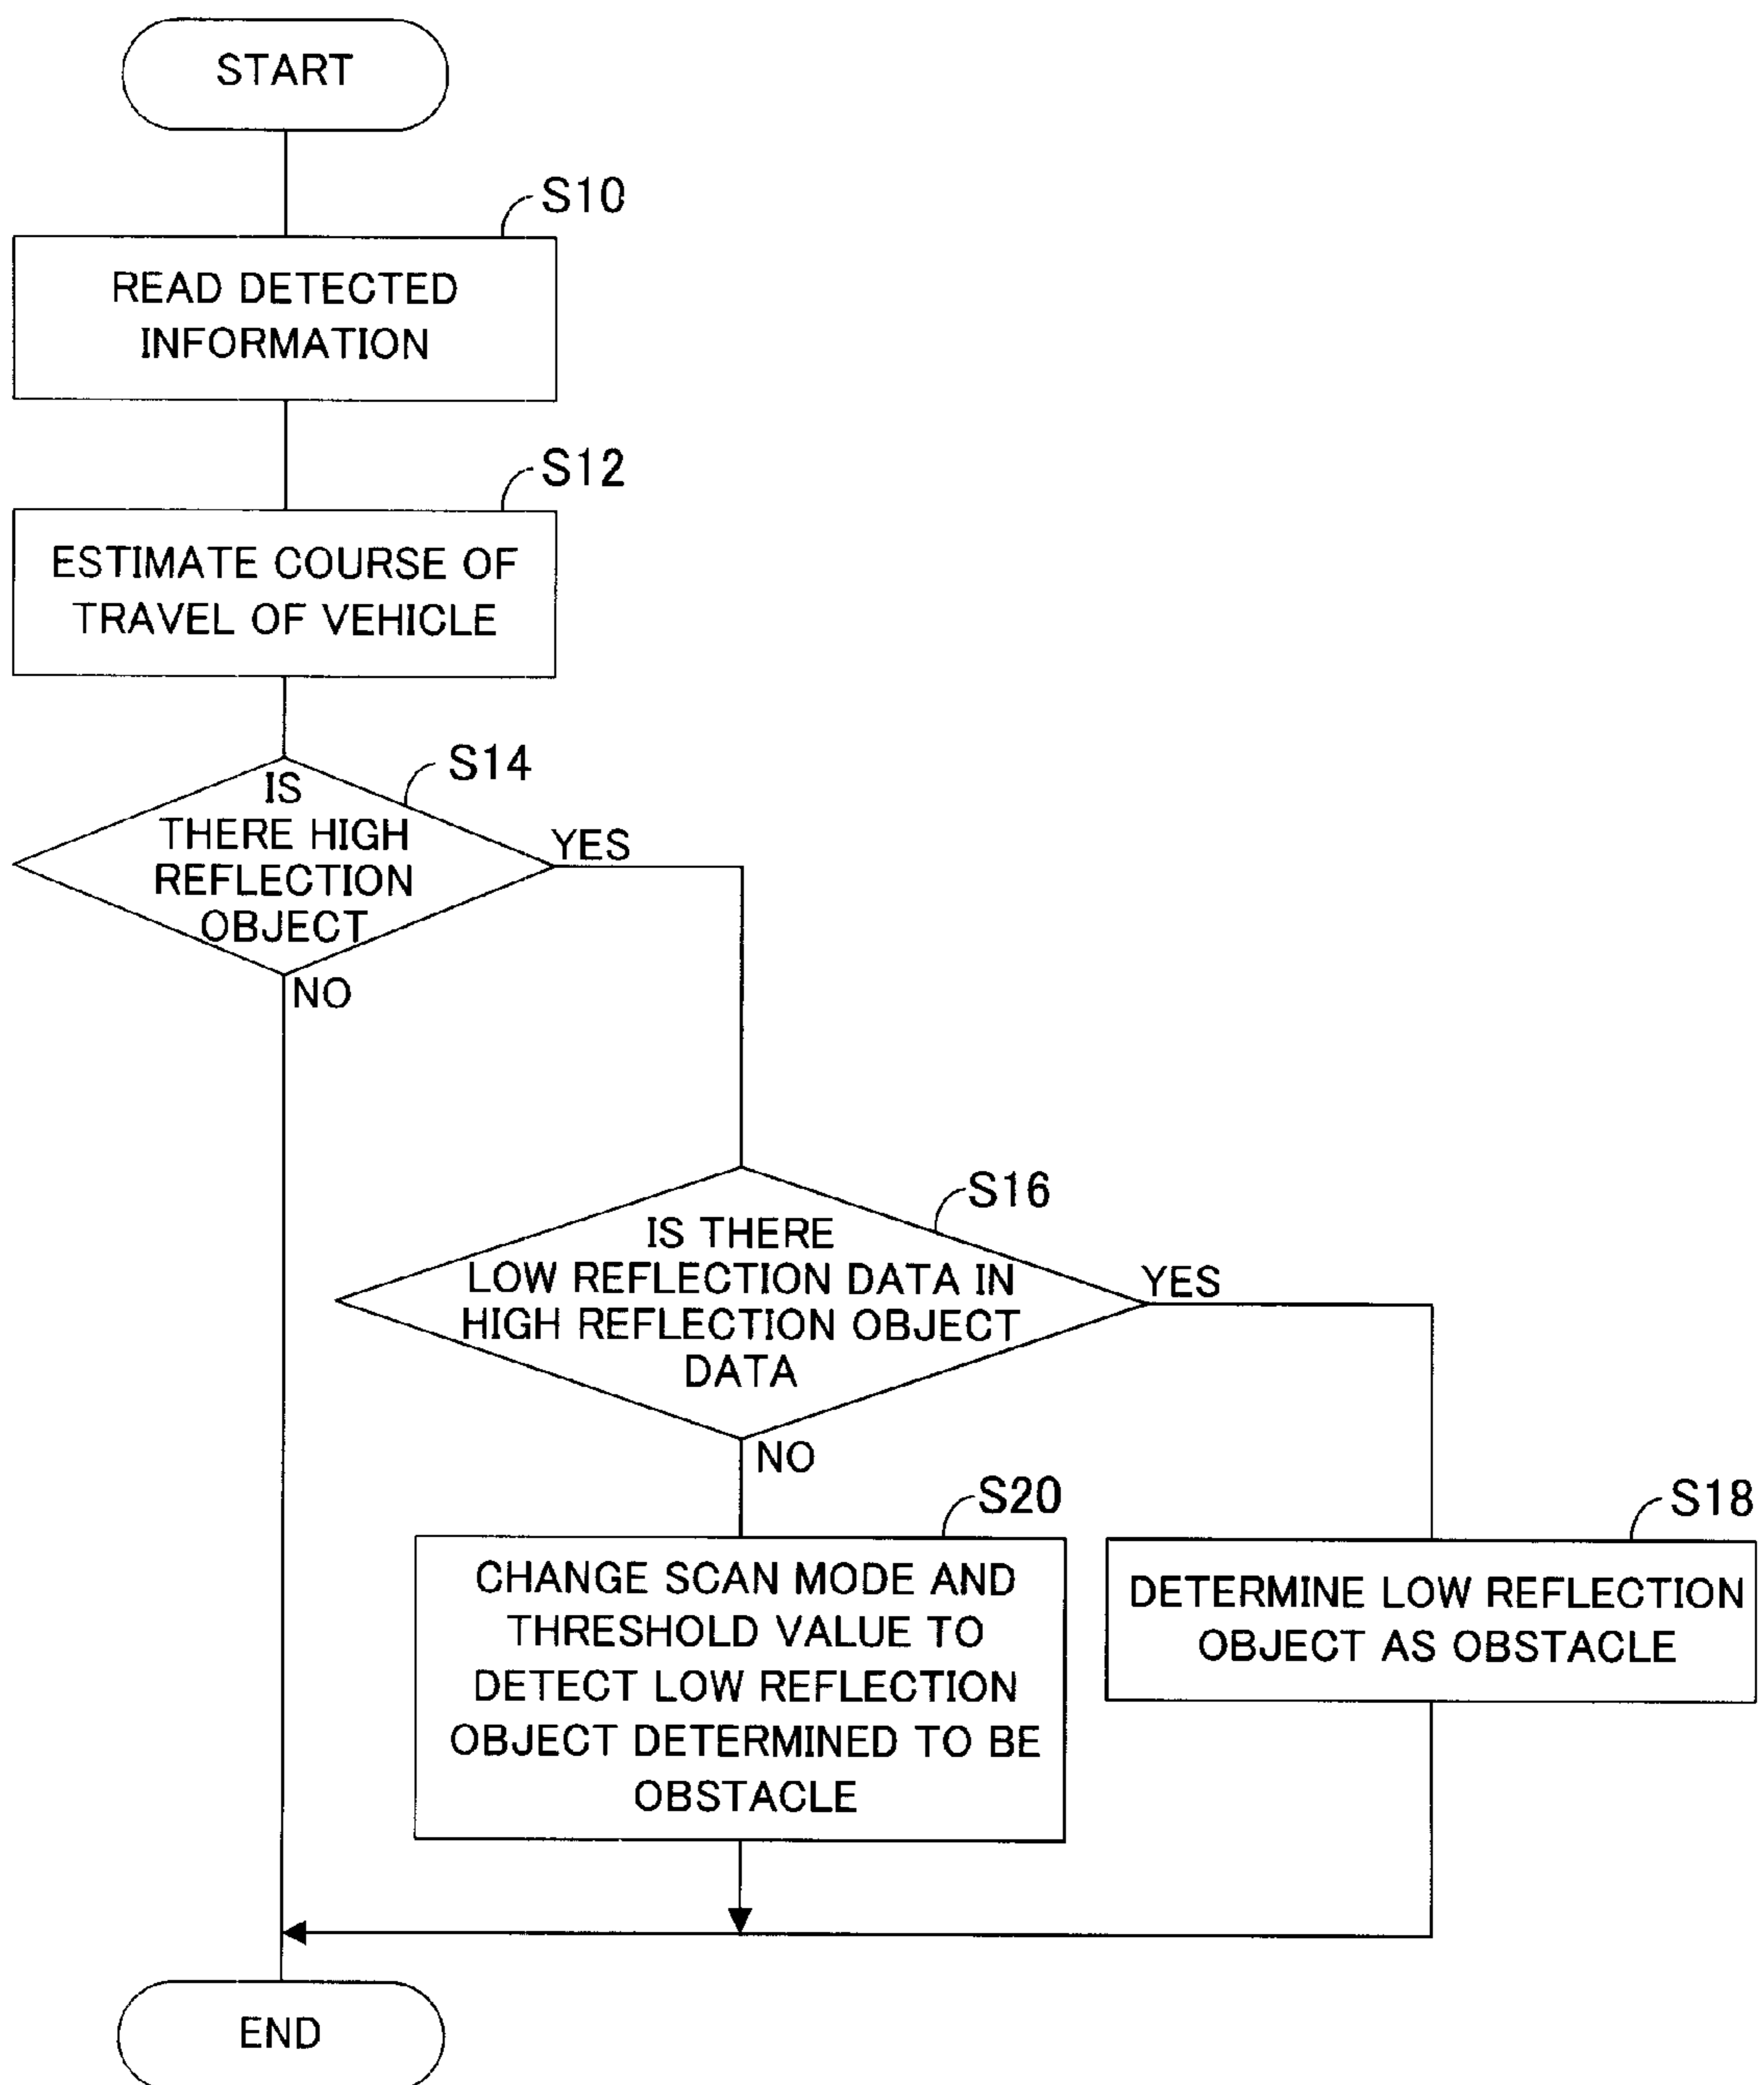 START
S10
READ DETECTED
INFORMATION
S12
ESTIMATE COURSE OF
TRAVEL OF VEHICLE
S14
IS
THERE HIGH
REFLECTION
OBJECT
YES
NO
S16
IS THERE
LOW REFLECTION DATA IN
HIGH REFLECTION OBJECT
DATA
YES
NO
S20
CHANGE SCAN MODE AND
THRESHOLD VALUE TO
DETECT LOW REFLECTION
OBJECT DETERMINED TO BE
OBSTACLE
S18
DETERMINE LOW REFLECTION
OBJECT AS OBSTACLE
END